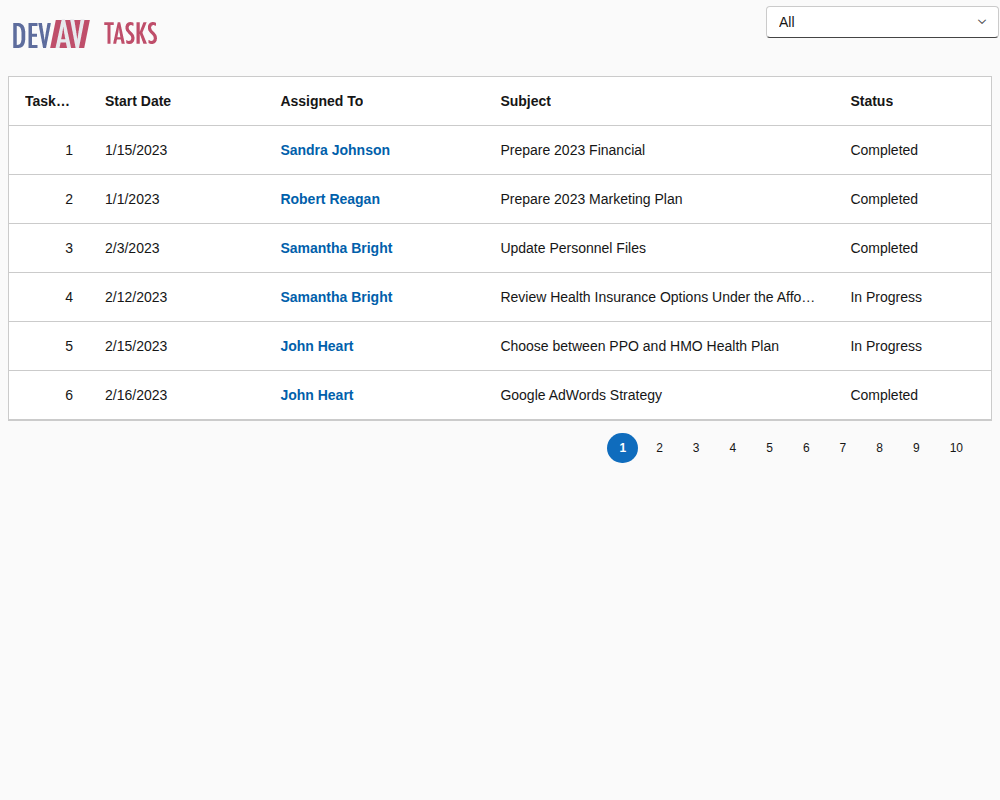 DEVAV TASKS
All
Task… Start Date Assigned To Subject Status
1 1/15/2023 Sandra Johnson Prepare 2023 Financial Completed
2 1/1/2023 Robert Reagan Prepare 2023 Marketing Plan Completed
3 2/3/2023 Samantha Bright Update Personnel Files Completed
4 2/12/2023 Samantha Bright Review Health Insurance Options Under the Affo… In Progress
5 2/15/2023 John Heart Choose between PPO and HMO Health Plan In Progress
6 2/16/2023 John Heart Google AdWords Strategy Completed
1 2 3 4 5 6 7 8 9 10